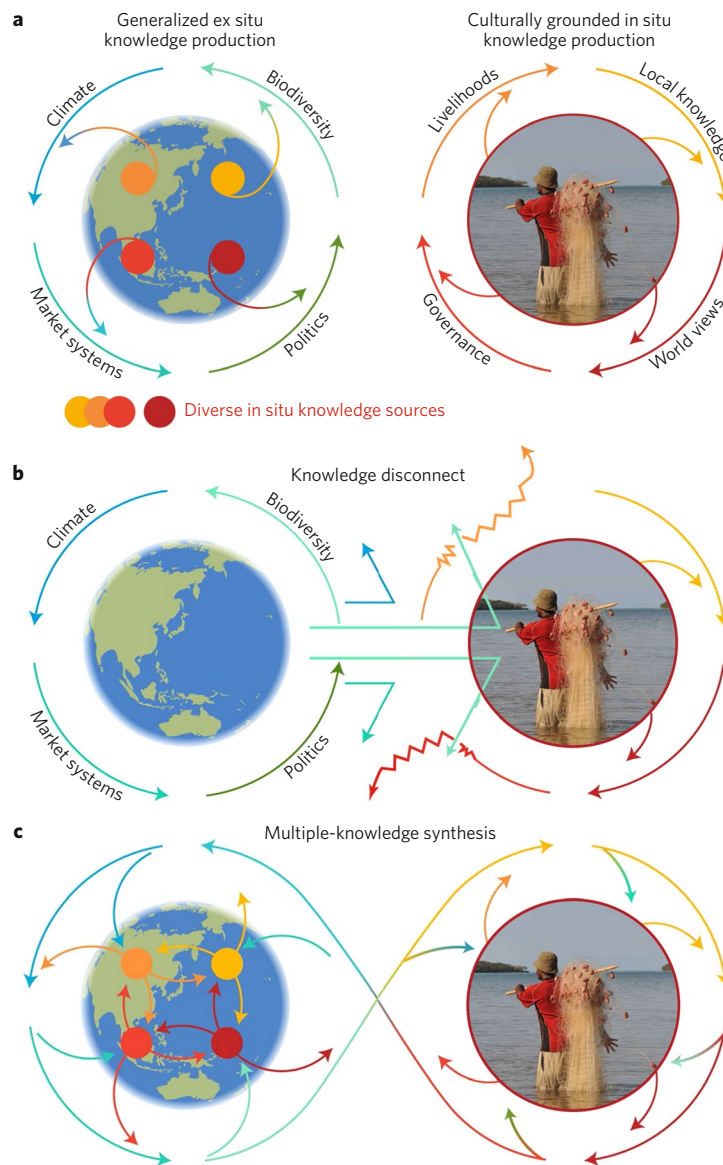 a
Generalized ex situ
knowledge production
Culturally grounded in situ
knowledge production
Climate
Biodiversity
Livelihoods
Local knowledge
Market systems
Politics
Governance
World views
Diverse in situ knowledge sources
b
Knowledge disconnect
Climate
Biodiversity
Market systems
Politics
c
Multiple-knowledge synthesis